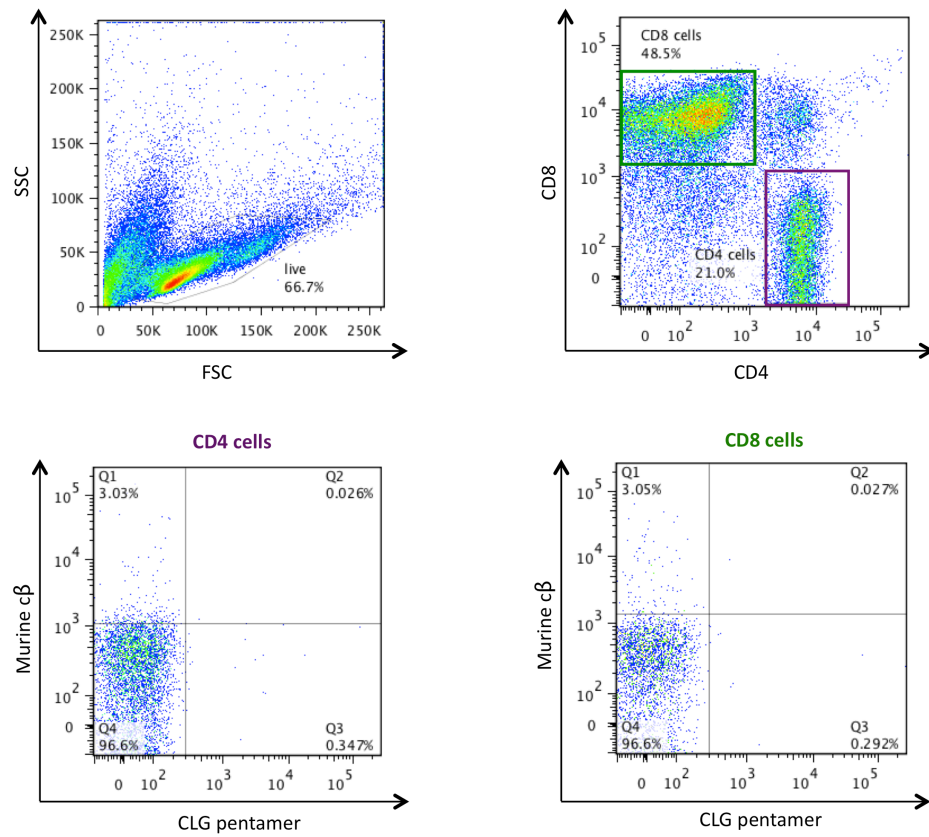 250K
200K
150K
100K
50K
0
SSC
live
66.7%
0 50K 100K 150K 200K 250K
FSC
CD8 cells
48.5%
10^5
10^4
10^3
10^2
0
CD8
CD4 cells
21.0%
0 10^2 10^3 10^4 10^5
CD4
CD4 cells
Q1
3.03%
Q2
0.026%
10^5
10^4
10^3
10^2
0
Murine cβ
Q4
96.6%
Q3
0.347%
0 10^2 10^3 10^4 10^5
CLG pentamer
CD8 cells
Q1
3.05%
Q2
0.027%
10^5
10^4
10^3
10^2
0
Murine cβ
Q4
96.6%
Q3
0.292%
0 10^2 10^3 10^4 10^5
CLG pentamer